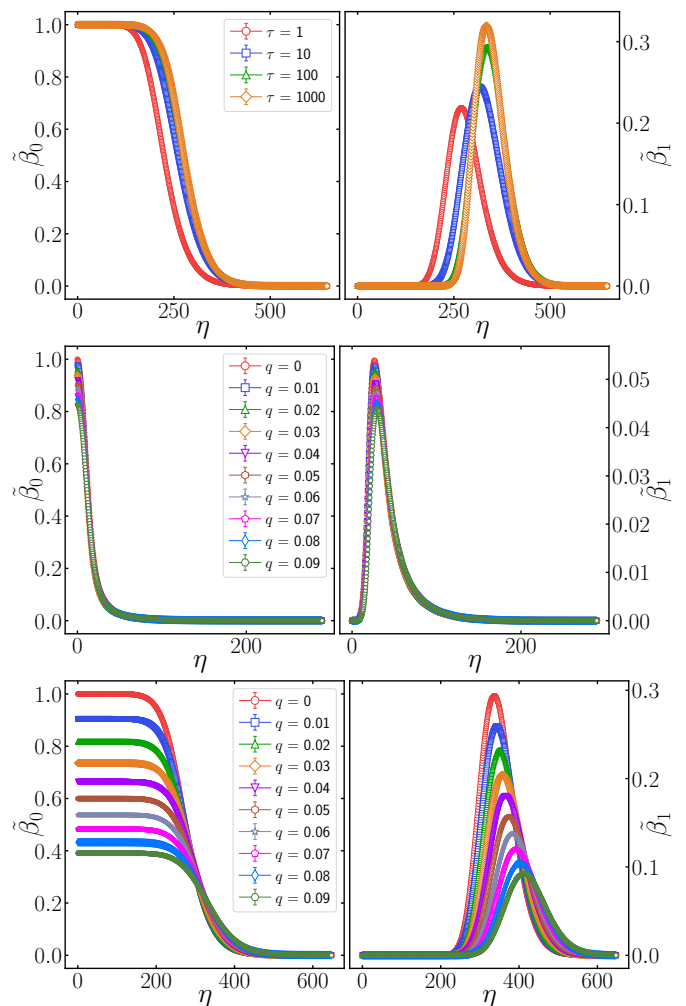 1.0
0.8
0.6
0.4
0.2
0.0
β̃₀
τ = 1
τ = 10
τ = 100
τ = 1000
0.3
0.2
0.1
0.0
β̃₁
0 250 500
η
0 250 500
η
1.0
0.8
0.6
0.4
0.2
0.0
β̃₀
q = 0
q = 0.01
q = 0.02
q = 0.03
q = 0.04
q = 0.05
q = 0.06
q = 0.07
q = 0.08
q = 0.09
0.05
0.04
0.03
0.02
0.01
0.00
β̃₁
0 200
η
0 200
η
1.0
0.8
0.6
0.4
0.2
0.0
β̃₀
q = 0
q = 0.01
q = 0.02
q = 0.03
q = 0.04
q = 0.05
q = 0.06
q = 0.07
q = 0.08
q = 0.09
0.3
0.2
0.1
0.0
β̃₁
0 200 400 600
η
0 200 400 600
η